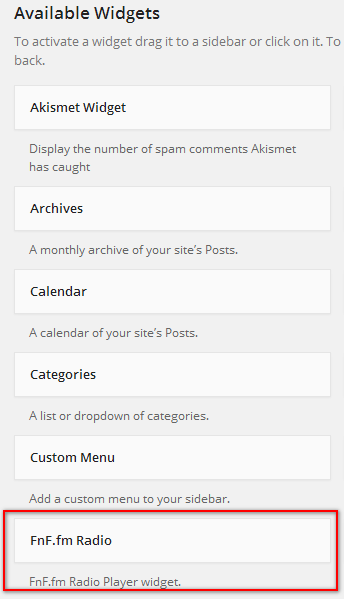 Available Widgets
To activate a widget drag it to a sidebar or click on it. To
back.
Akismet Widget
Display the number of spam comments Akismet
has caught
Archives
A monthly archive of your site’s Posts.
Calendar
A calendar of your site’s Posts.
Categories
A list or dropdown of categories.
Custom Menu
Add a custom menu to your sidebar.
FnF.fm Radio
FnF.fm Radio Player widget.